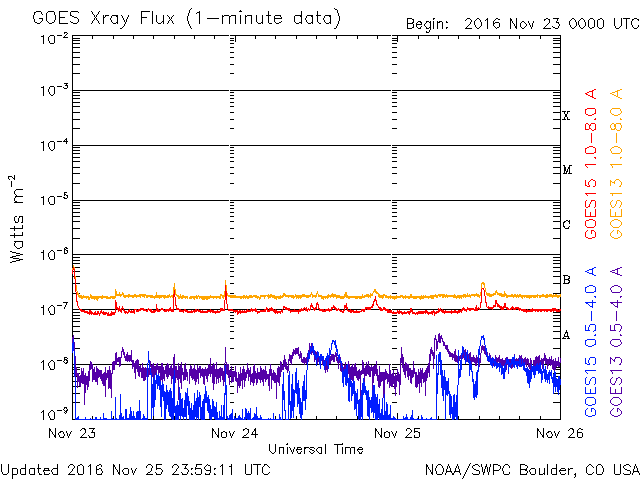 GOES Xray Flux (1-minute data)
Begin: 2016 Nov 23 0000 UTC
10-2
10-3
10-4
10-5
10-6
10-7
10-8
10-9
Watts m-2
X
M
C
B
A
GOES15 1.0-8.0 A
GOES13 1.0-8.0 A
GOES15 0.5-4.0 A
GOES13 0.5-4.0 A
Nov 23
Nov 24
Nov 25
Nov 26
Universal Time
Updated 2016 Nov 25 23:59:11 UTC
NOAA/SWPC Boulder, CO USA